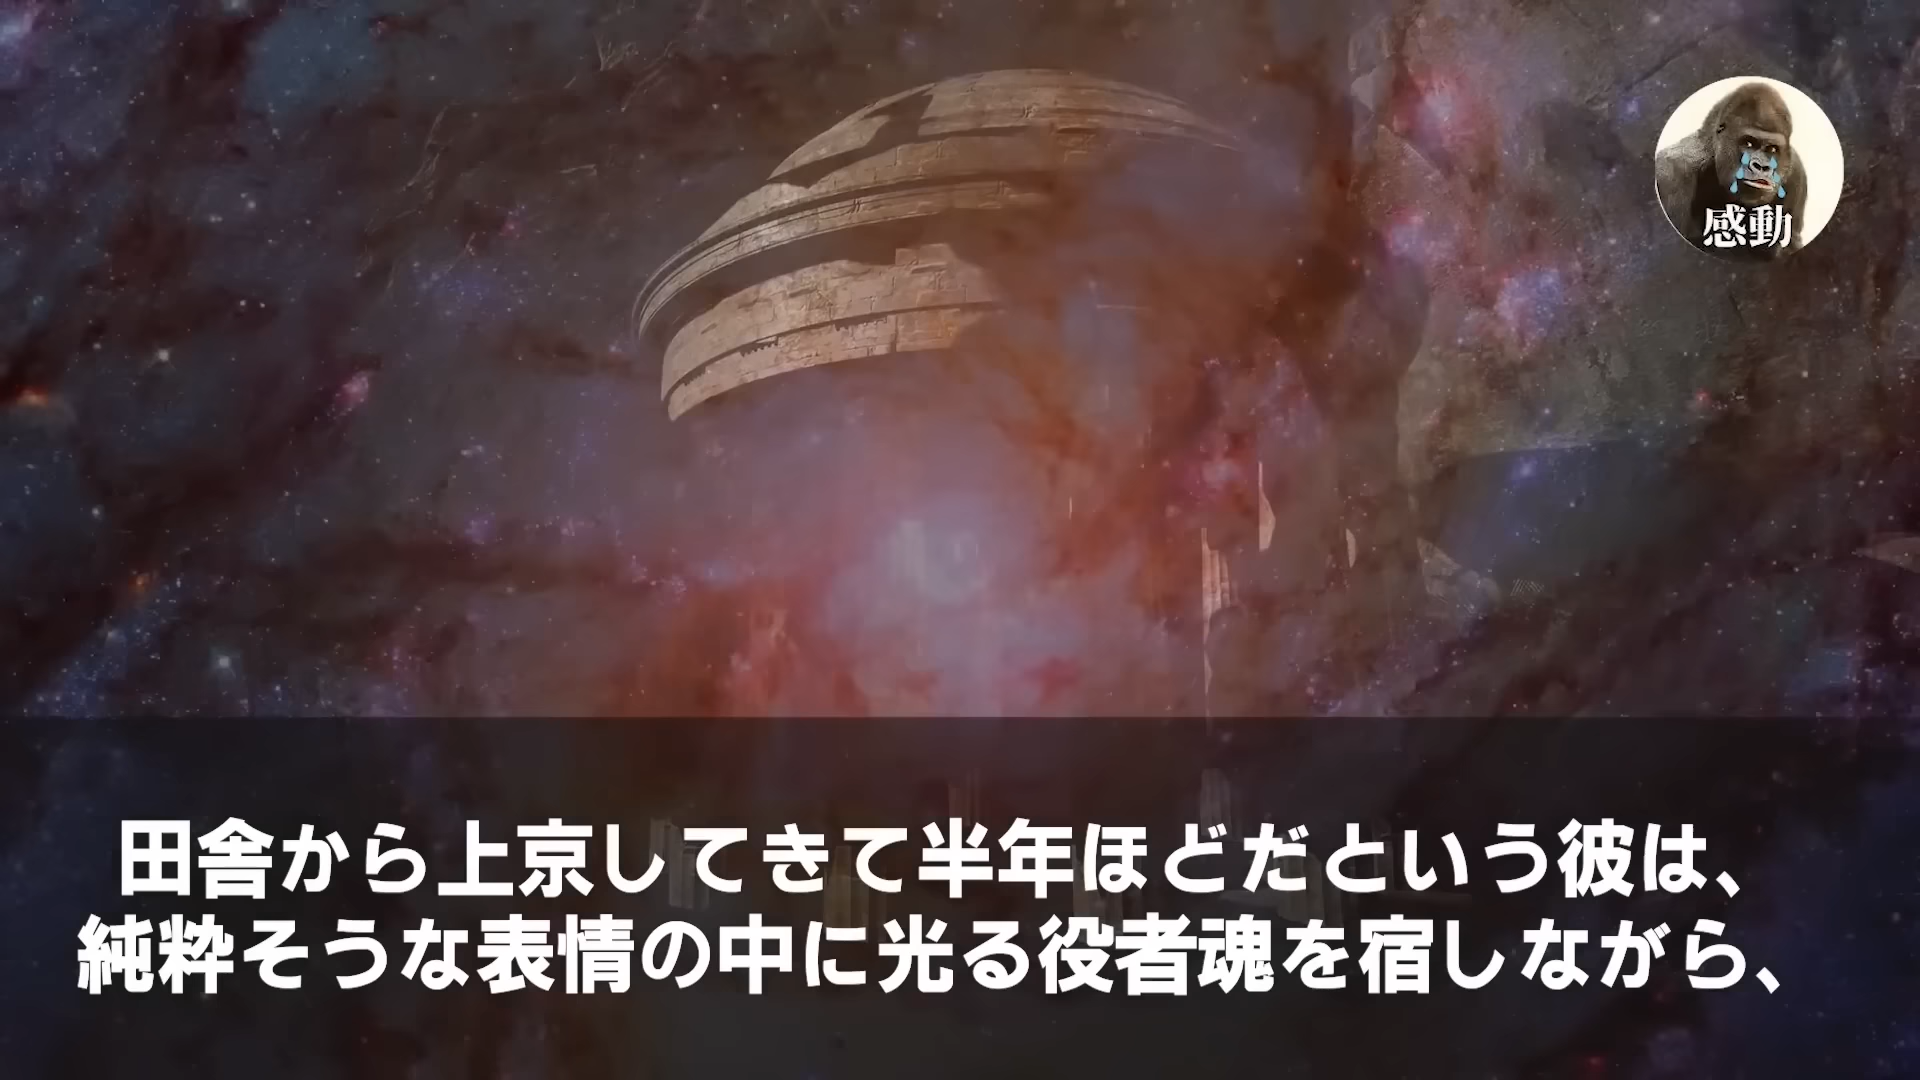 感動
田舎から上京してきて半年ほどだという彼は、
純粋そうな表情の中に光る役者魂を宿しながら、